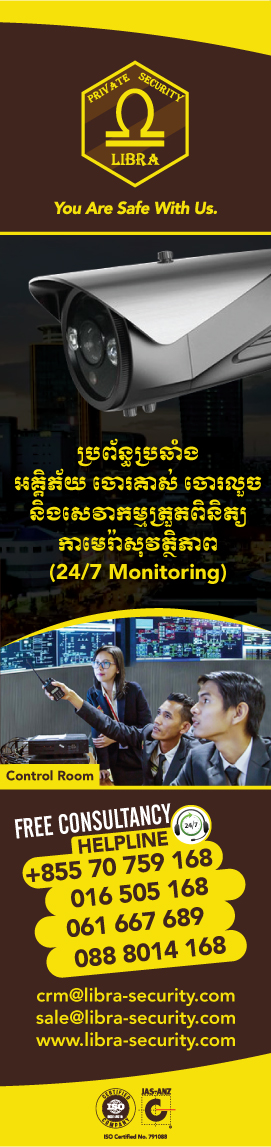 PRIVATE SECURITY
LIBRA
You Are Safe With Us.
ប្រព័ន្ធប្រឆាំង
អគ្គិភ័យ ចោរគាស់ ចោរលួច
និងសេវាកម្មត្រួតពិនិត្យ
កាមេរ៉ាសុវត្ថិភាព
(24/7 Monitoring)
Control Room
FREE CONSULTANCY
24/7
HELPLINE
+855 70 759 168
016 505 168
061 667 689
088 8014 168
crm@libra-security.com
sale@libra-security.com
www.libra-security.com
CERTIFIED
ISO
COMPANY
JAS-ANZ
ISO Certified No. 791088